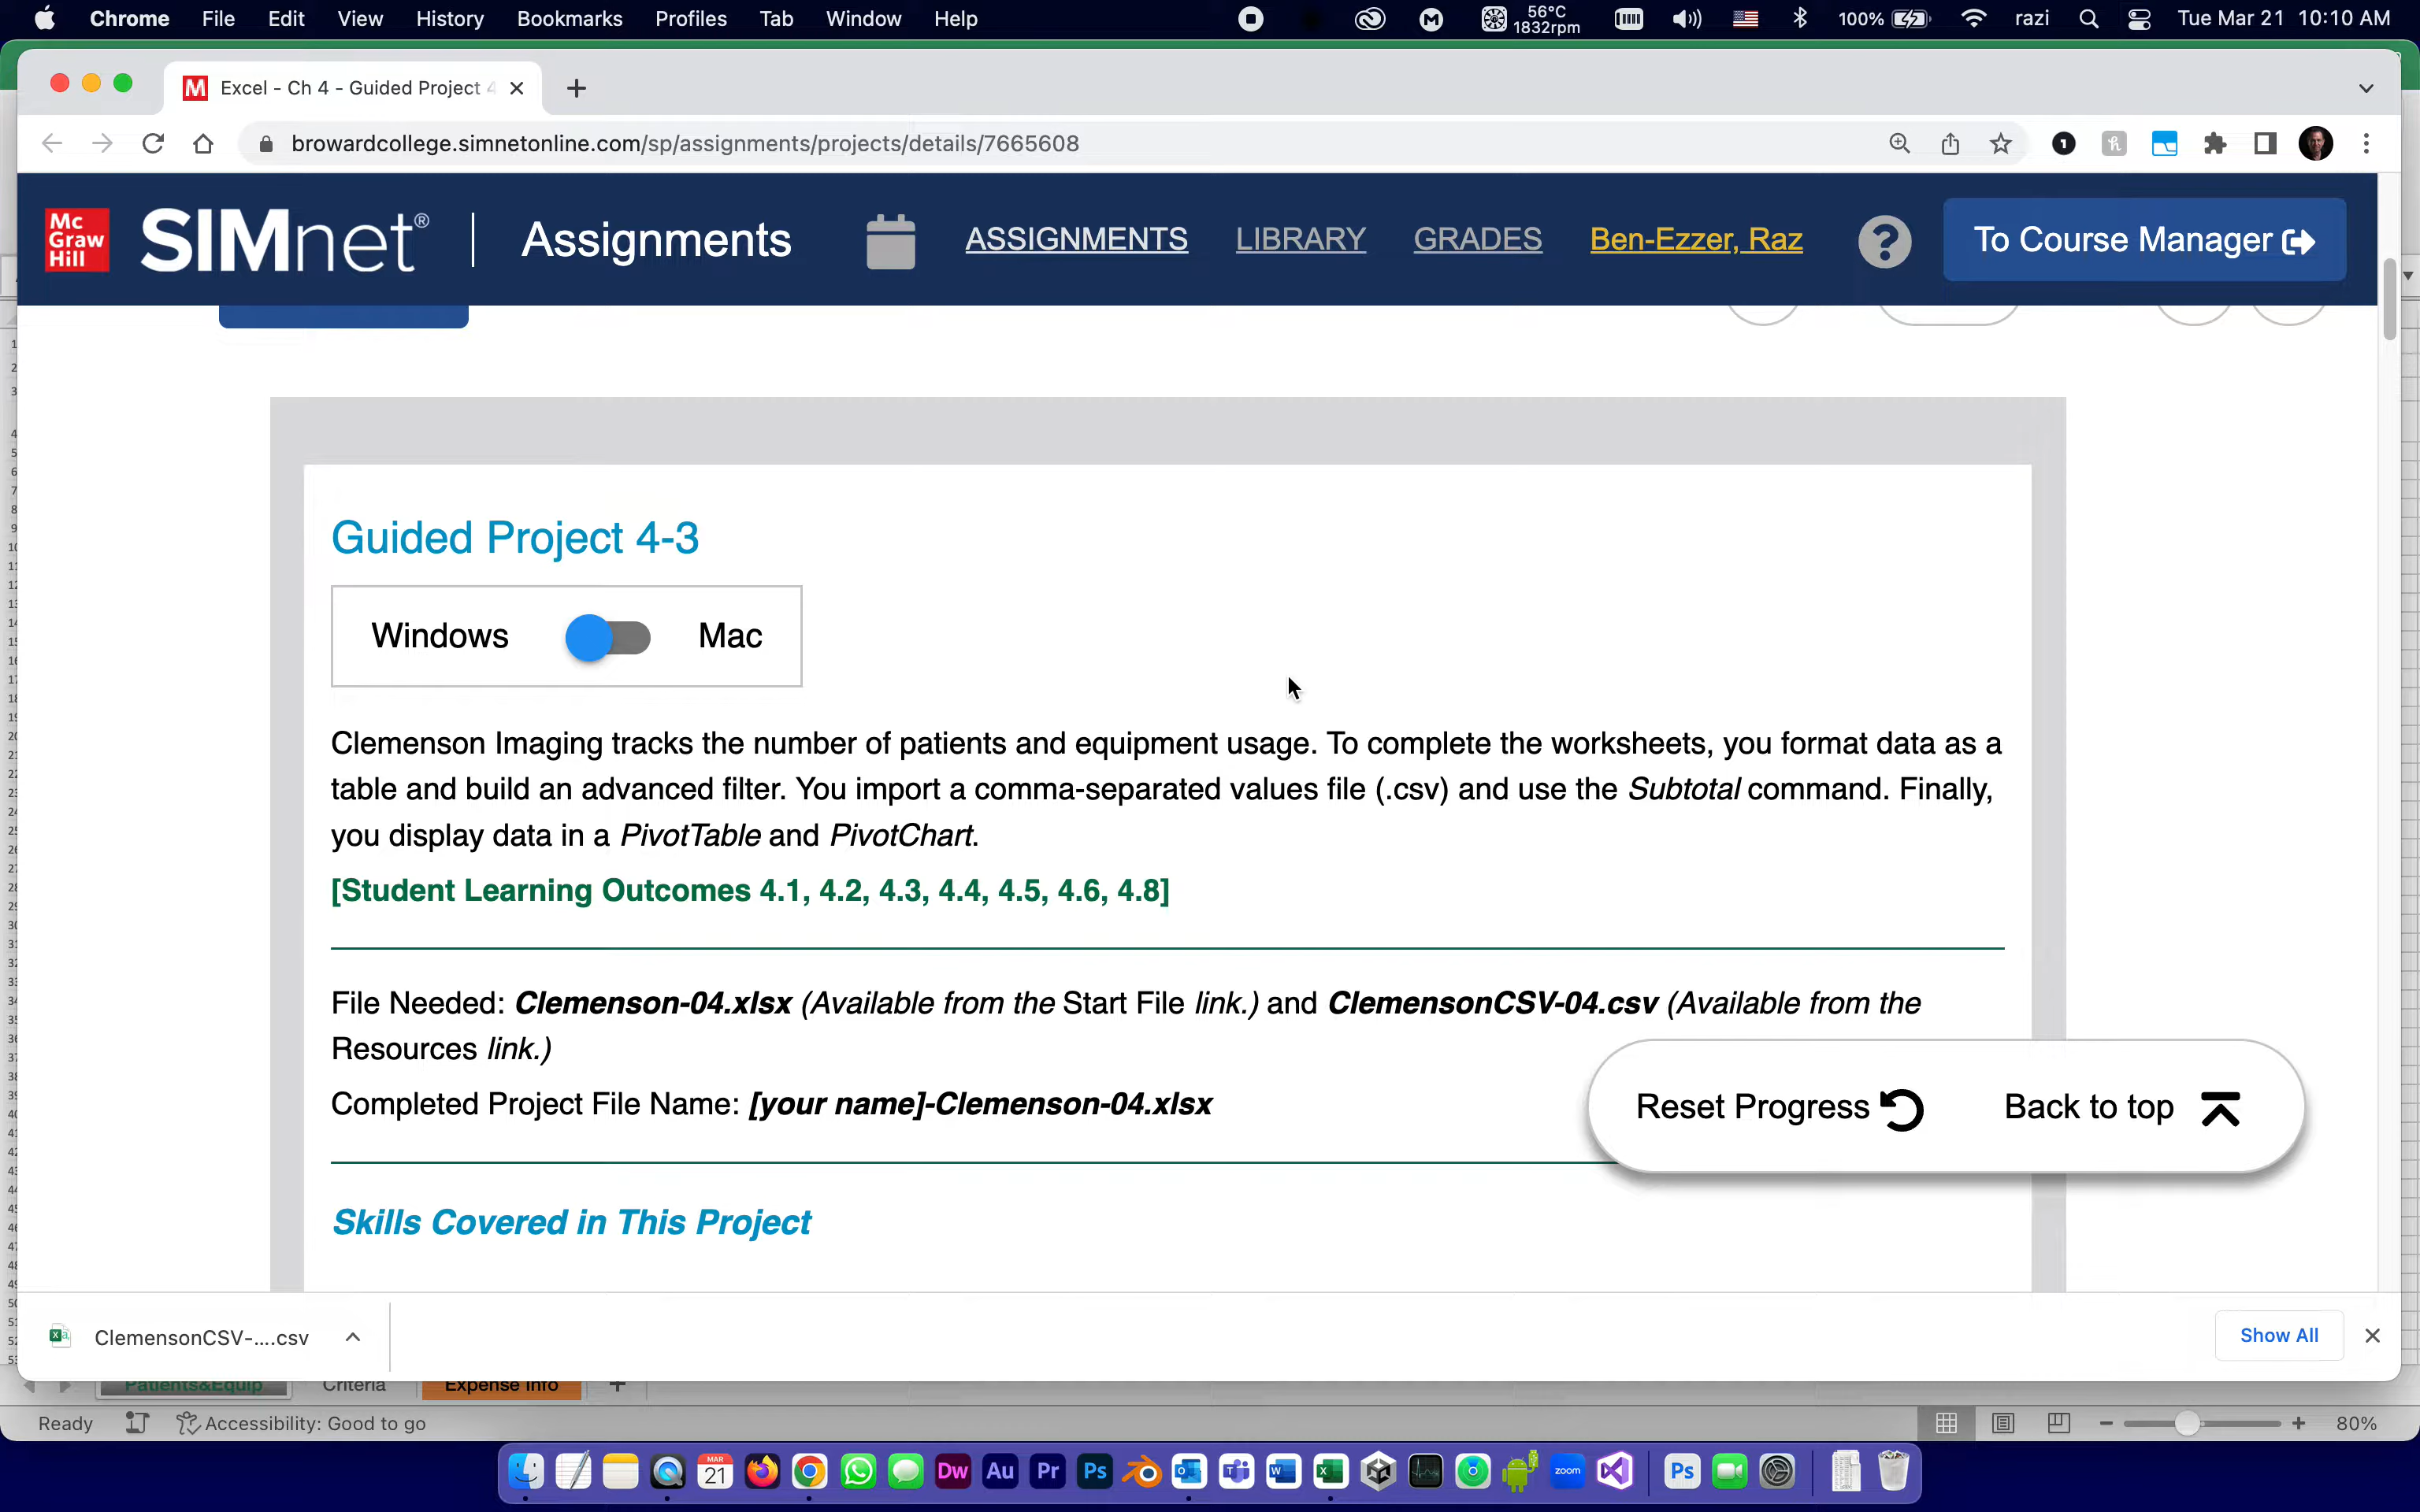 Chrome File Edit View History Bookmarks Profiles Tab Window Help
56°C
1832rpm
100% razi Tue Mar 21 10:10 AM
Excel - Ch 4 - Guided Project 4
browardcollege.simnetonline.com/sp/assignments/projects/details/7665608
Mc
Graw
Hill
SIMnet® Assignments ASSIGNMENTS LIBRARY GRADES Ben-Ezzer, Raz ? To Course Manager
Guided Project 4-3
Windows Mac
Clemenson Imaging tracks the number of patients and equipment usage. To complete the worksheets, you format data as a
table and build an advanced filter. You import a comma-separated values file (.csv) and use the Subtotal command. Finally,
you display data in a PivotTable and PivotChart.
[Student Learning Outcomes 4.1, 4.2, 4.3, 4.4, 4.5, 4.6, 4.8]
File Needed: Clemenson-04.xlsx (Available from the Start File link.) and ClemensonCSV-04.csv (Available from the
Resources link.)
Completed Project File Name: [your name]-Clemenson-04.xlsx
Reset Progress Back to top
Skills Covered in This Project
ClemensonCSV-....csv Show All
Patients&Equip Criteria Expense Info
Ready Accessibility: Good to go 80%
MAR
21
Dw Au Pr Ps zoom Ps